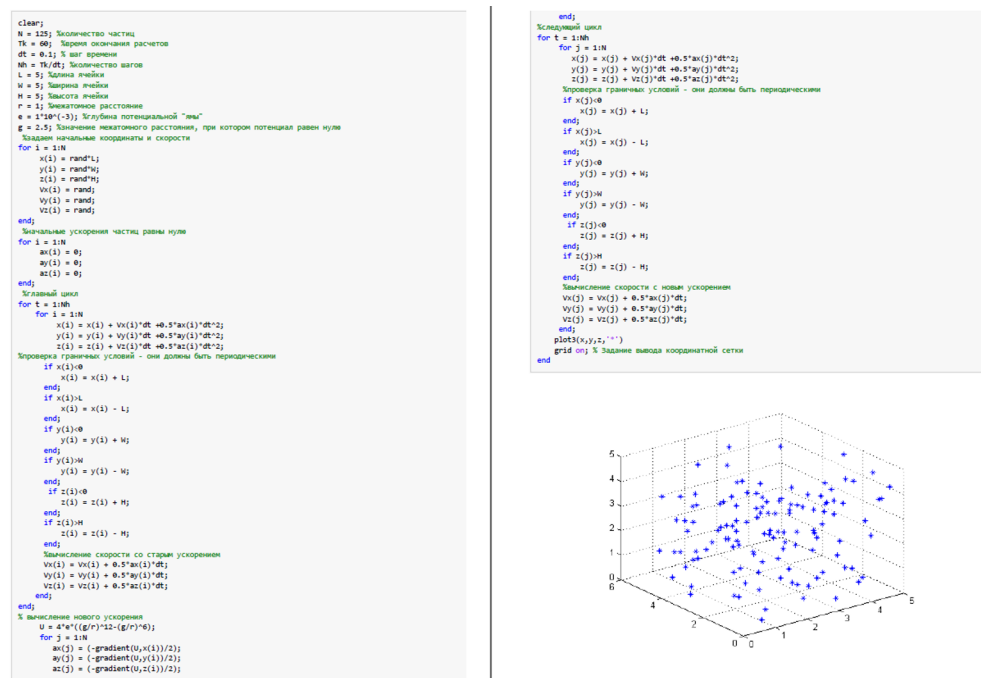 clear;
N = 125; %количество частиц
Tk = 60;  %время окончания расчетов
dt = 0.1; % шаг времени
Nh = Tk/dt; %количество шагов
L = 5; %длина ячейки
W = 5; %ширина ячейки
H = 5; %высота ячейки
r = 1; %межатомное расстояние
e = 1*10^(-3); %глубина потенциальной "ямы"
g = 2.5; %значение межатомного расстояния, при котором потенциал равен нулю
%задаем начальные координаты и скорости
for i = 1:N
x(i) = rand*L;
y(i) = rand*W;
z(i) = rand*H;
Vx(i) = rand;
Vy(i) = rand;
Vz(i) = rand;
end;
%начальные ускорения частиц равны нулю
for i = 1:N
ax(i) = 0;
ay(i) = 0;
az(i) = 0;
end;
%главный цикл
for t = 1:Nh
for i = 1:N
x(i) = x(i) + Vx(i)*dt +0.5*ax(i)*dt^2;
y(i) = y(i) + Vy(i)*dt +0.5*ay(i)*dt^2;
z(i) = z(i) + Vz(i)*dt +0.5*az(i)*dt^2;
%проверка граничных условий - они должны быть периодическими
if x(i)<0
x(i) = x(i) + L;
end;
if x(i)>L
x(i) = x(i) - L;
end;
if y(i)<0
y(i) = y(i) + W;
end;
if y(i)>W
y(i) = y(i) - W;
end;
if z(i)<0
z(i) = z(i) + H;
end;
if z(i)>H
z(i) = z(i) - H;
end;
%вычисление скорости со старым ускорением
Vx(i) = Vx(i) + 0.5*ax(i)*dt;
Vy(i) = Vy(i) + 0.5*ay(i)*dt;
Vz(i) = Vz(i) + 0.5*az(i)*dt;
end;
end;
% вычисление нового ускорения
U = 4*e*((g/r)^12-(g/r)^6);
for j = 1:N
ax(j) = (-gradient(U,x(i))/2);
ay(j) = (-gradient(U,y(i))/2);
az(j) = (-gradient(U,z(i))/2);
end;
%следующий цикл
for t = 1:Nh
for j = 1:N
x(j) = x(j) + Vx(j)*dt +0.5*ax(j)*dt^2;
y(j) = y(j) + Vy(j)*dt +0.5*ay(j)*dt^2;
z(j) = z(j) + Vz(j)*dt +0.5*az(j)*dt^2;
%проверка граничных условий - они должны быть периодическими
if x(j)<0
x(j) = x(j) + L;
end;
if x(j)>L
x(j) = x(j) - L;
end;
if y(j)<0
y(j) = y(j) + W;
end;
if y(j)>W
y(j) = y(j) - W;
end;
if z(j)<0
z(j) = z(j) + H;
end;
if z(j)>H
z(j) = z(j) - H;
end;
%вычисление скорости с новым ускорением
Vx(j) = Vx(j) + 0.5*ax(j)*dt;
Vy(j) = Vy(j) + 0.5*ay(j)*dt;
Vz(j) = Vz(j) + 0.5*az(j)*dt;
end;
plot3(x,y,z,'*')
grid on; % Задание вывода координатной сетки
end
5
4
3
2
1
0
6
4
2
0
0
1
2
3
4
5